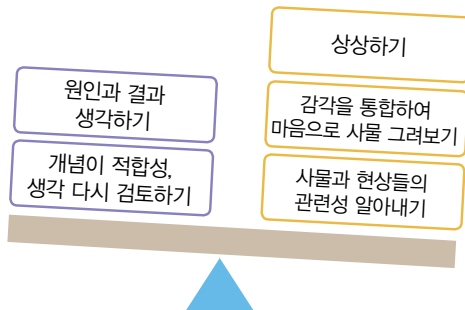 원인과 결과
생각하기
개념이 적합성,
생각 다시 검토하기
상상하기
감각을 통합하여
마음으로 사물 그려보기
사물과 현상들의
관련성 알아내기